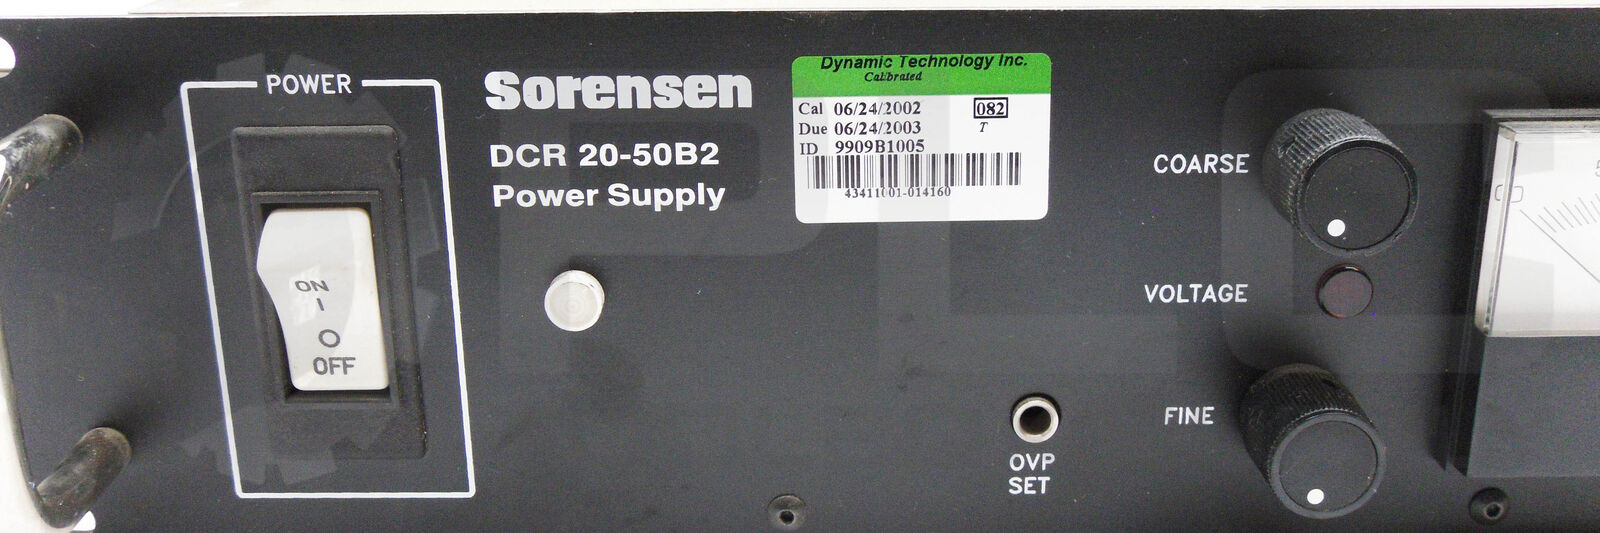 POWER
ON
I
O
OFF
Sorensen
DCR 20-50B2
Power Supply
Dynamic Technology Inc.
Calibrated
Cal 06/24/2002 082
Due 06/24/2003 T
ID 9909B1005
43411001-014160
COARSE
VOLTAGE
FINE
OVP
SET